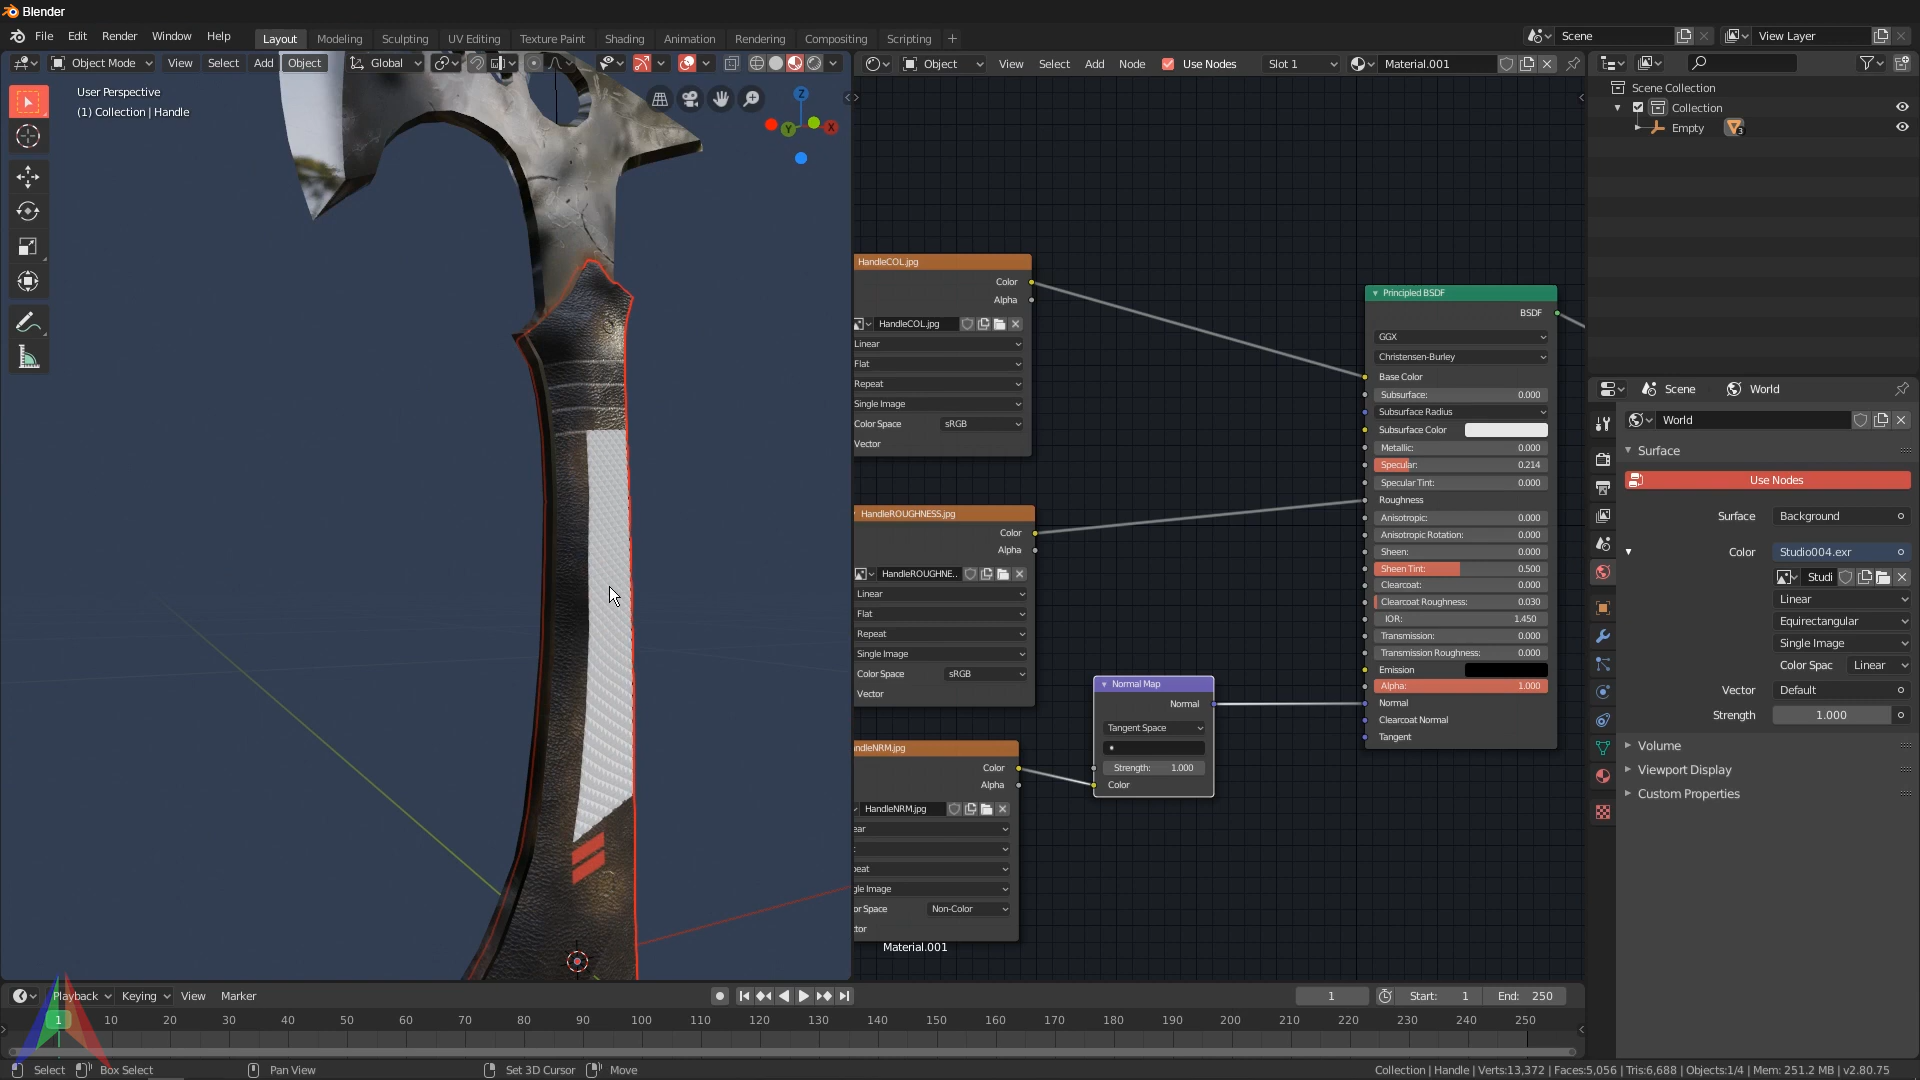 Blender
File Edit Render Window Help
Layout Modeling Sculpting UV Editing Texture Paint Shading Animation Rendering Compositing Scripting +
Scene
View Layer
Object Mode View Select Add Object Global
Object View Select Add Node Use Nodes Slot 1 Material.001
User Perspective
(1) Collection | Handle
Z
Y
X
Scene Collection
Collection
Empty
3
HandleCOL.jpg
Color
Alpha
HandleCOL.jpg
Linear
Flat
Repeat
Single Image
Color Space sRGB
Vector
HandleROUGHNESS.jpg
Color
Alpha
HandleROUGHNE..
Linear
Flat
Repeat
Single Image
Color Space sRGB
Vector
ndleNRM.jpg
Color
Alpha
HandleNRM.jpg
ear
t
eat
gle Image
or Space Non-Color
tor
Material.001
Normal Map
Normal
Tangent Space
Strength: 1.000
Color
Principled BSDF
BSDF
GGX
Christensen-Burley
Base Color
Subsurface: 0.000
Subsurface Radius
Subsurface Color
Metallic: 0.000
Specular: 0.214
Specular Tint: 0.000
Roughness
Anisotropic: 0.000
Anisotropic Rotation: 0.000
Sheen: 0.000
Sheen Tint: 0.500
Clearcoat: 0.000
Clearcoat Roughness: 0.030
IOR: 1.450
Transmission: 0.000
Transmission Roughness: 0.000
Emission
Alpha: 1.000
Normal
Clearcoat Normal
Tangent
Scene World
World
Surface
Use Nodes
Surface Background
Color Studio004.exr
Studi
Linear
Equirectangular
Single Image
Color Spac Linear
Vector Default
Strength 1.000
Volume
Viewport Display
Custom Properties
Playback Keying View Marker
1 Start: 1 End: 250
1 10 20 30 40 50 60 70 80 90 100 110 120 130 140 150 160 170 180 190 200 210 220 230 240 250
Select Box Select Pan View Set 3D Cursor Move
Collection | Handle | Verts:13,372 | Faces:5,056 | Tris:6,688 | Objects:1/4 | Mem: 251.2 MB | v2.80.75